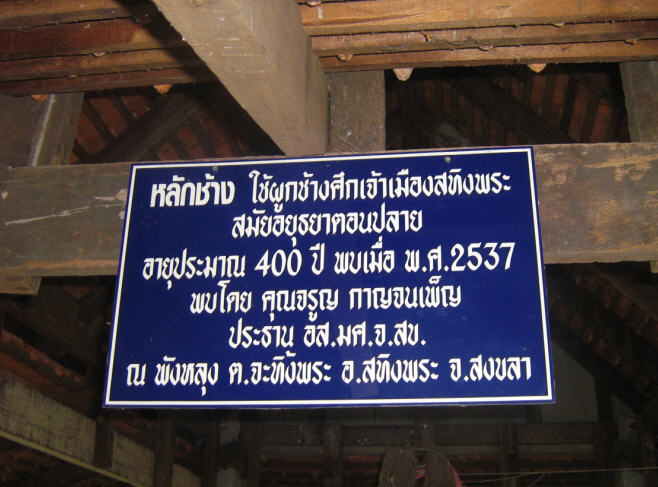 หลักช้าง ใช้ผูกช้างศึกเจ้าเมืองสทิงพระ
สมัยอยุธยาตอนปลาย
อายุประมาณ 400 ปี พบเมื่อ พ.ศ.2537
พบโดย คุณจรูญ กาญจนเพ็ญ
ประธาน อส.มศ.จ.สข.
ณ พังหลุง ต.จะทิ้งพระ อ.สทิงพระ จ.สงขลา